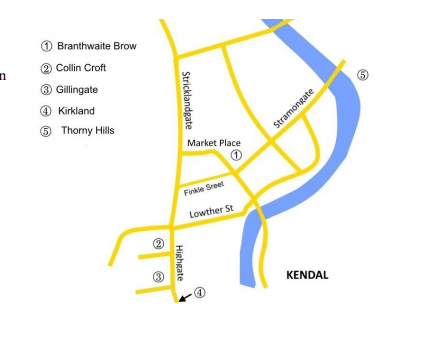 ① Branthwaite Brow
② Collin Croft
③ Gillingate
④ Kirkland
⑤ Thorny Hills
n
⑤
Stricklandgate
Stramongate
Market Place
①
Finkle Sreet
Lowther St
②
Highgate
③
④
KENDAL